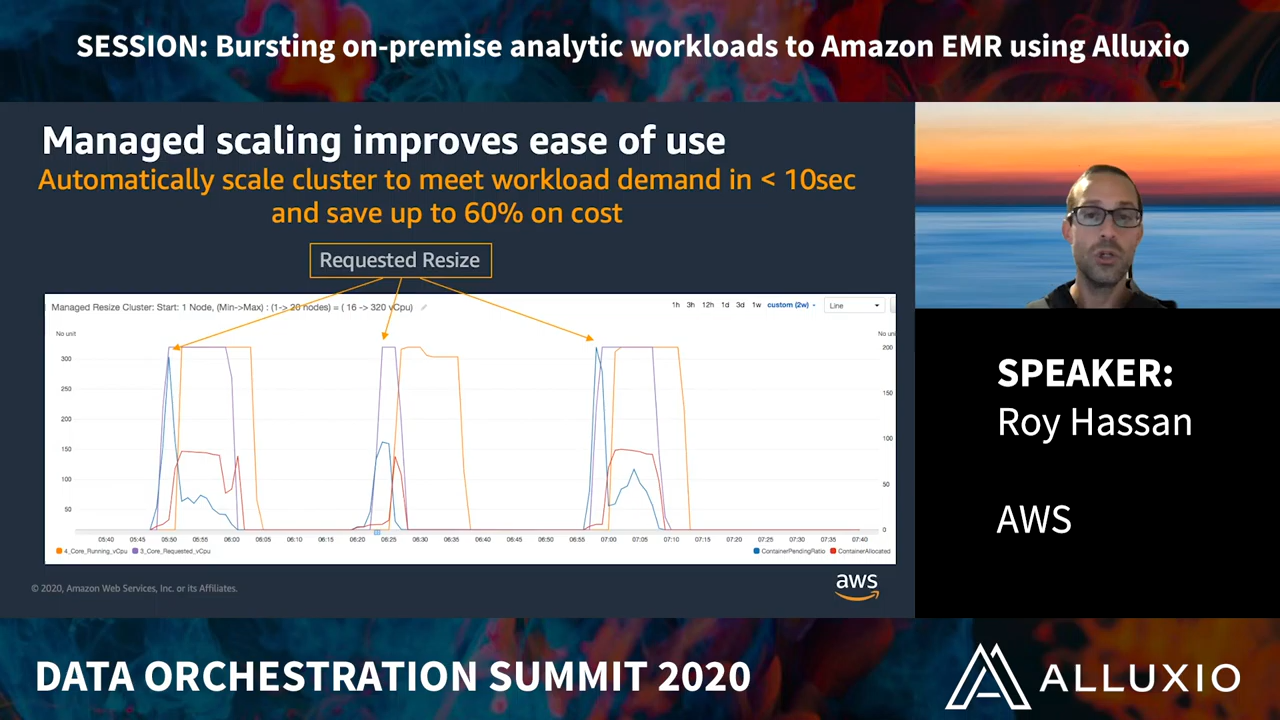 SESSION: Bursting on-premise analytic workloads to Amazon EMR using Alluxio
Managed scaling improves ease of use
Automatically scale cluster to meet workload demand in < 10sec
and save up to 60% on cost
Requested Resize
Managed Resize Cluster: Start: 1 Node, (Min->Max) : (1-> 20 nodes) = ( 16 -> 320 vCpu)
1h 3h 12h 1d 3d 1w custom (2w) Line
No unit
No uni
300
250
200
150
100
50
200
150
100
50
0
05:40 05:45 05:50 05:55 06:00 06:05 06:10 06:15 06:20 06:25 06:30 06:35 06:40 06:45 06:50 06:55 07:00 07:05 07:10 07:15 07:20 07:25 07:30 07:35 07:40
4_Core_Running_vCpu 3_Core_Requested_vCpu ContainerPendingRatio ContainerAllocated
© 2020, Amazon Web Services, Inc. or its Affiliates.
aws
SPEAKER:
Roy Hassan
AWS
DATA ORCHESTRATION SUMMIT 2020
ALLUXIO